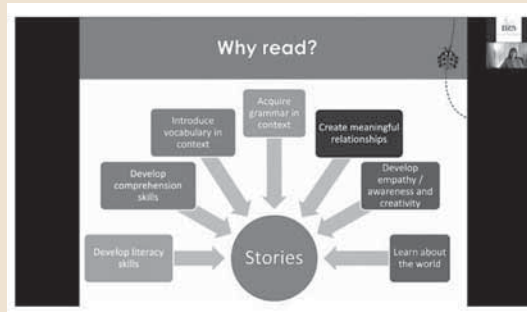 Why read?
Acquire
grammar in
context
Introduce
vocabulary in
context
Create meaningful
relationships
Develop
comprehension
skills
Develop
empathy /
awareness and
creativity
Develop literacy
skills
Stories
Learn about
the world